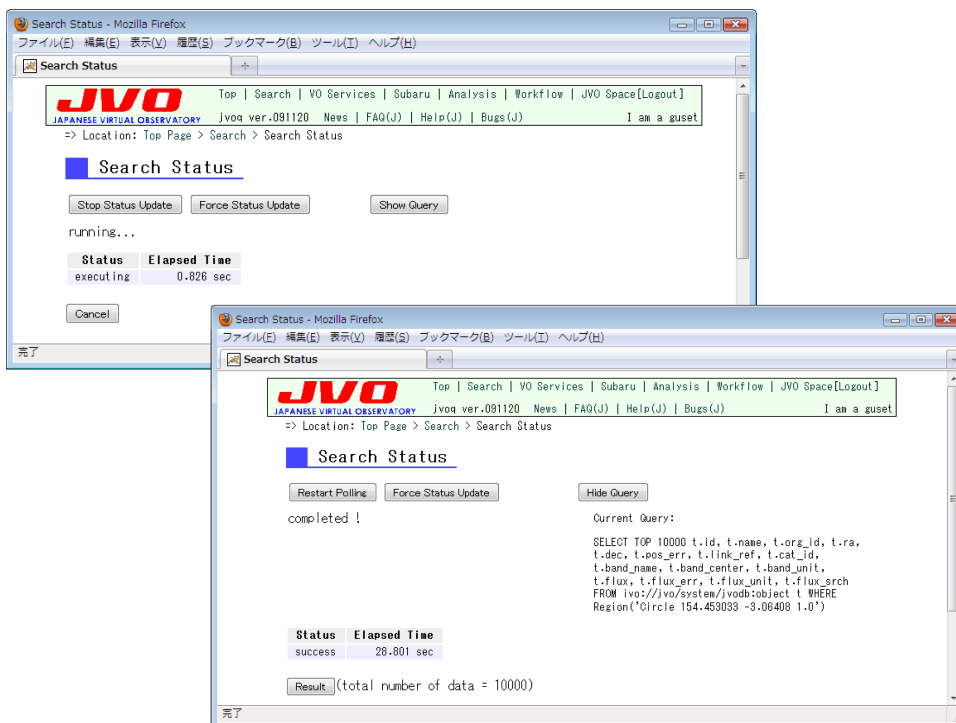 Search Status - Mozilla Firefox
ファイル(F) 編集(E) 表示(V) 履歴(S) ブックマーク(B) ツール(T) ヘルプ(H)
Search Status
JVO
JAPANESE VIRTUAL OBSERVATORY
Top | Search | VO Services | Subaru | Analysis | Workflow | JVO Space[Logout]
jvoq ver.091120 News | FAQ(J) | Help(J) | Bugs(J) I am a guset
=> Location: Top Page > Search > Search Status
Search Status
Stop Status Update Force Status Update Show Query
running...
Status Elapsed Time
executing 0.826 sec
Cancel
完了
Search Status - Mozilla Firefox
ファイル(F) 編集(E) 表示(V) 履歴(S) ブックマーク(B) ツール(T) ヘルプ(H)
Search Status
JVO
JAPANESE VIRTUAL OBSERVATORY
Top | Search | VO Services | Subaru | Analysis | Workflow | JVO Space[Logout]
jvoq ver.091120 News | FAQ(J) | Help(J) | Bugs(J) I am a guset
=> Location: Top Page > Search > Search Status
Search Status
Restart Polling Force Status Update Hide Query
completed !
Current Query:
SELECT TOP 10000 t.id, t.name, t.org_id, t.ra,
t.dec, t.pos_err, t.link_ref, t.cat_id,
t.band_name, t.band_center, t.band_unit,
t.flux, t.flux_err, t.flux_unit, t.flux_srch
FROM ivo://jvo/system/jvodb:object t WHERE
Region('Circle 154.453033 -3.06408 1.0')
Status Elapsed Time
success 28.801 sec
Result (total number of data = 10000)
完了